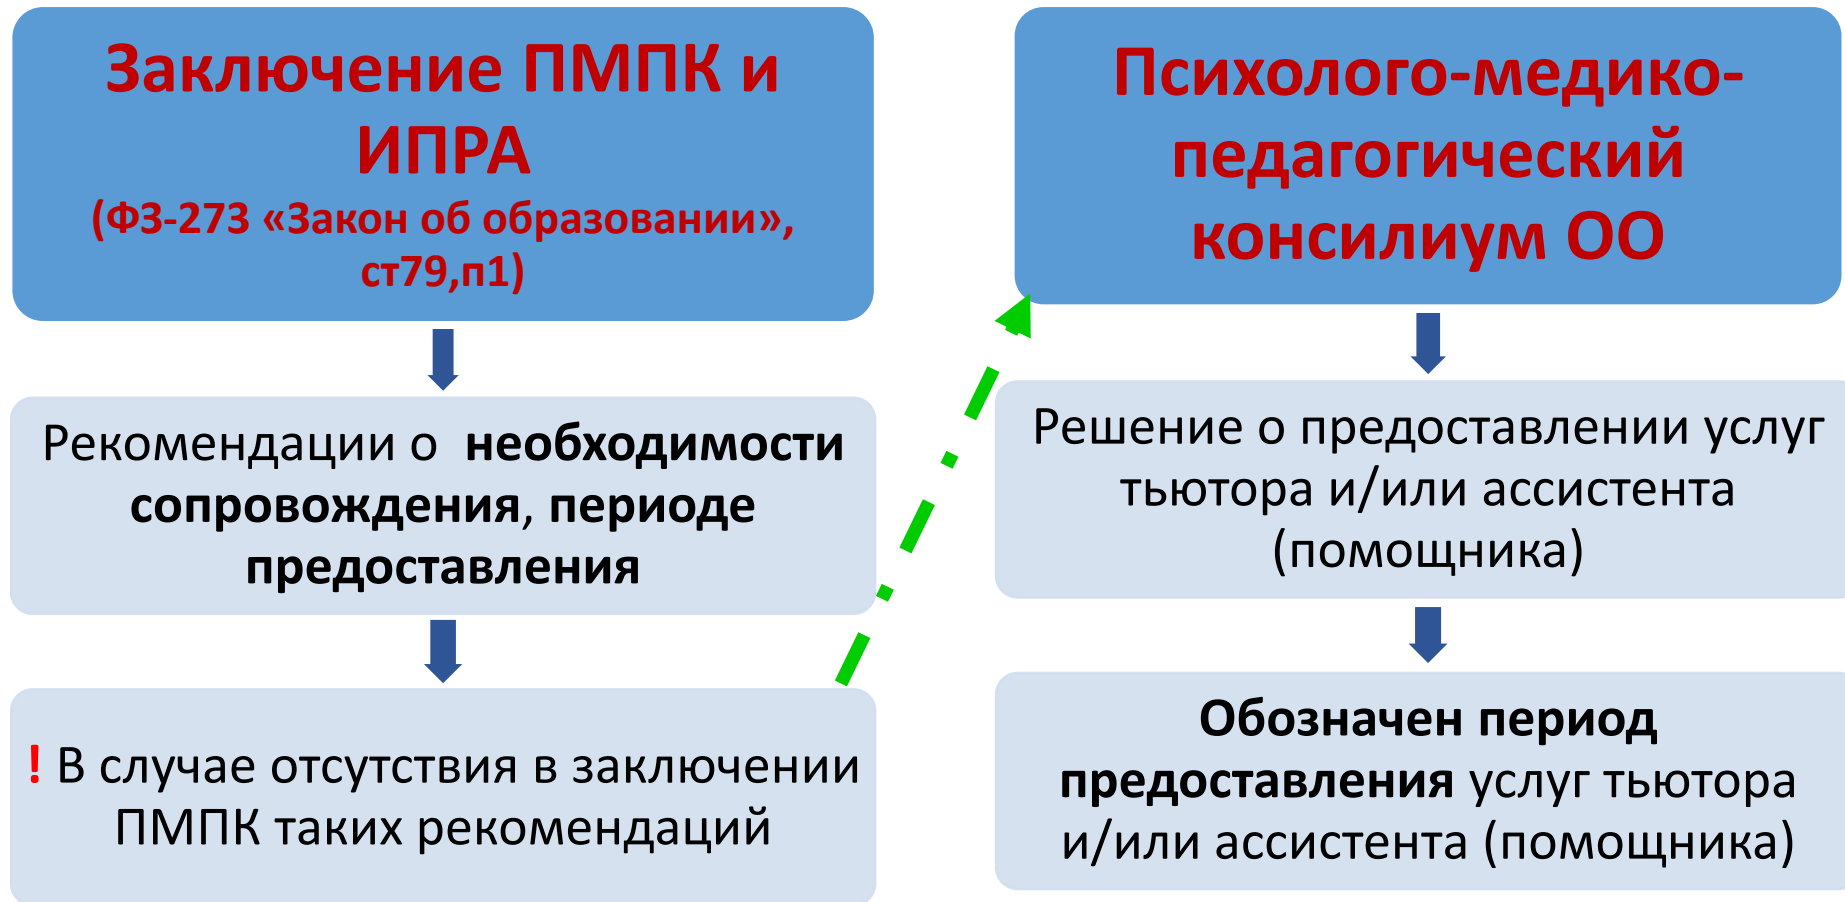 Заключение ПМПК и
ИПРА
(ФЗ-273 «Закон об образовании»,
ст79,п1)
Рекомендации о необходимости
сопровождения, периоде
предоставления
! В случае отсутствия в заключении
ПМПК таких рекомендаций
Психолого-медико-
педагогический
консилиум ОО
Решение о предоставлении услуг
тьютора и/или ассистента
(помощника)
Обозначен период
предоставления услуг тьютора
и/или ассистента (помощника)